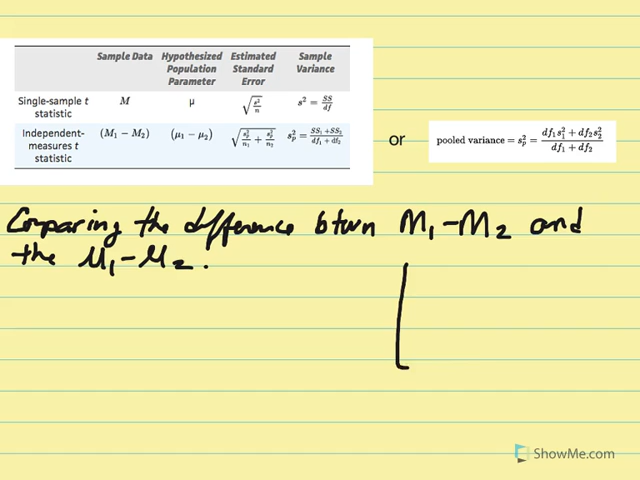 Sample Data Hypothesized Population Parameter Estimated Standard Error Sample Variance
Single-sample t statistic M μ √(s²/n) s² = SS/df
Independent-measures t statistic (M₁ − M₂) (μ₁ − μ₂) √(s²ₚ/n₁ + s²ₚ/n₂) s²ₚ = (SS₁ + SS₂)/(df₁ + df₂)
or
pooled variance = s²ₚ = (df₁s²₁ + df₂s²₂)/(df₁ + df₂)
Comparing the difference btwn M₁-M₂ and
the μ₁-μ₂.
ShowMe.com